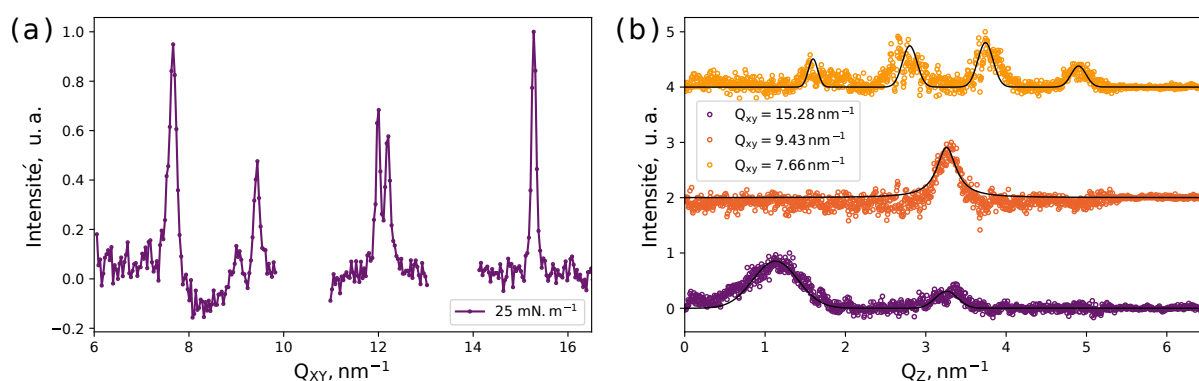 (a)
Intensité, u. a.
1.0
0.8
0.6
0.4
0.2
0.0
−0.2
25 mN. m⁻¹
6 8 10 12 14 16
Q_XY, nm⁻¹
(b)
Intensité, u. a.
5
4
3
2
1
0
Q_xy = 15.28 nm⁻¹
Q_xy = 9.43 nm⁻¹
Q_xy = 7.66 nm⁻¹
0 1 2 3 4 5 6
Q_Z, nm⁻¹